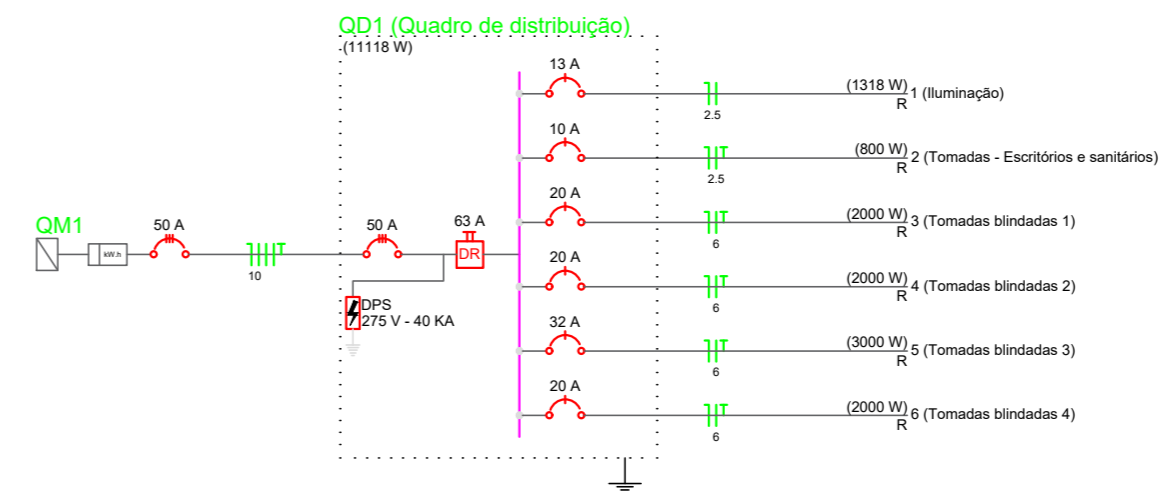 QD1 (Quadro de distribuição)
(11118 W)
QM1
kW.h
50 A
10
50 A
63 A
DR
DPS
275 V - 40 KA
13 A
2.5
(1318 W)
R
1 (Iluminação)
10 A
2.5
(800 W)
R
2 (Tomadas - Escritórios e sanitários)
20 A
6
(2000 W)
R
3 (Tomadas blindadas 1)
20 A
6
(2000 W)
R
4 (Tomadas blindadas 2)
32 A
6
(3000 W)
R
5 (Tomadas blindadas 3)
20 A
6
(2000 W)
R
6 (Tomadas blindadas 4)